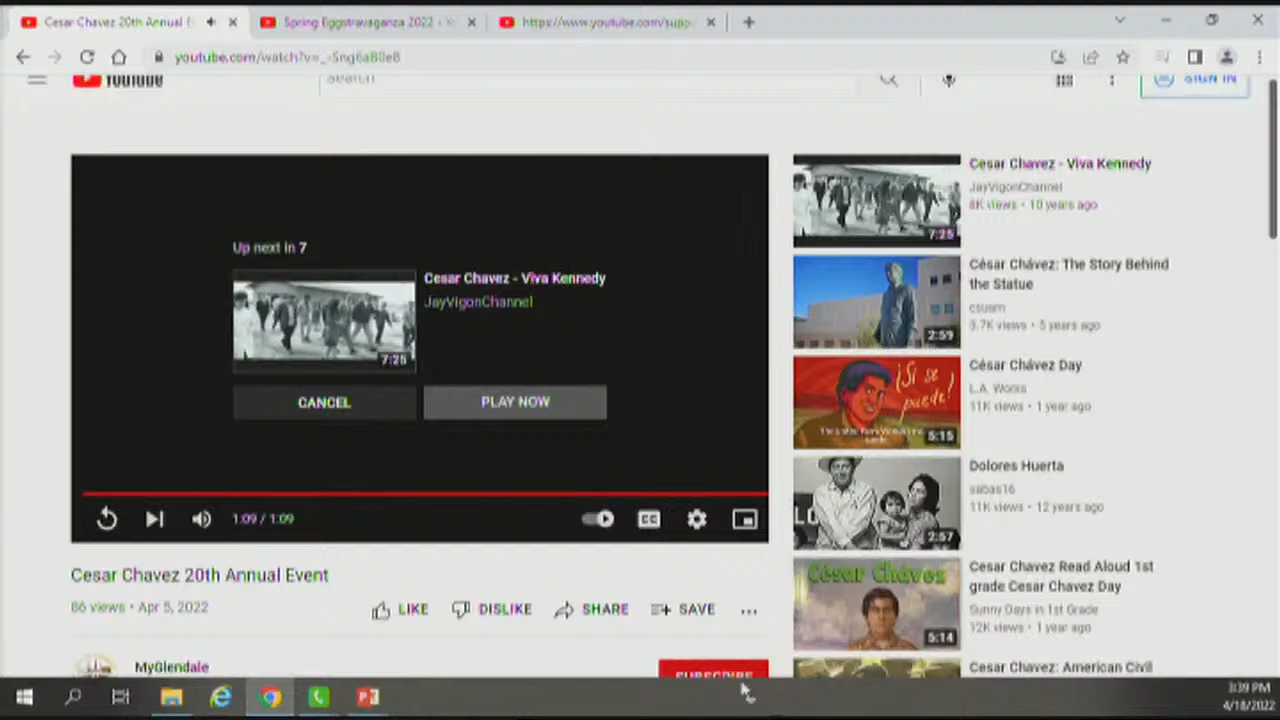 Cesar Chavez 20th Annual E
Spring Eggstravaganza 2022 - Yo
https://www.youtube.com/supp
YouTube
Search
SIGN IN
Up next in 7
Cesar Chavez - Viva Kennedy
JayVigonChannel
7:25
CANCEL
PLAY NOW
1:09 / 1:09
CC
Cesar Chavez 20th Annual Event
86 views • Apr 5, 2022
LIKE
DISLIKE
SHARE
SAVE
MyGlendale
SUBSCRIBE
Cesar Chavez - Viva Kennedy
JayVigonChannel
8K views • 10 years ago
7:25
César Chávez: The Story Behind
the Statue
csusm
3.7K views • 5 years ago
2:59
César Chávez Day
L.A. Works
11K views • 1 year ago
¡Si se
puede!
5:15
Dolores Huerta
sabas16
11K views • 12 years ago
2:57
Cesar Chavez Read Aloud 1st
grade Cesar Chavez Day
Sunny Days in 1st Grade
12K views • 1 year ago
César Cháves
5:14
Cesar Chavez: American Civil
3:39 PM
4/18/2022